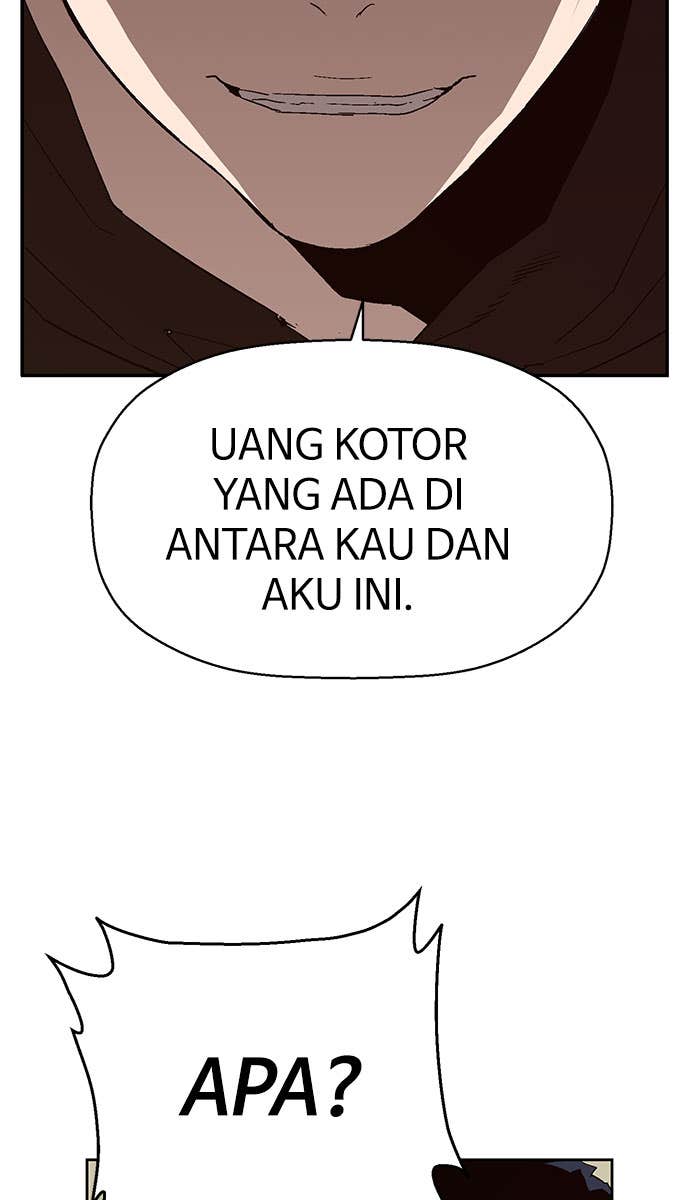 UANG KOTOR
YANG ADA DI
ANTARA KAU DAN
AKU INI.
APA?